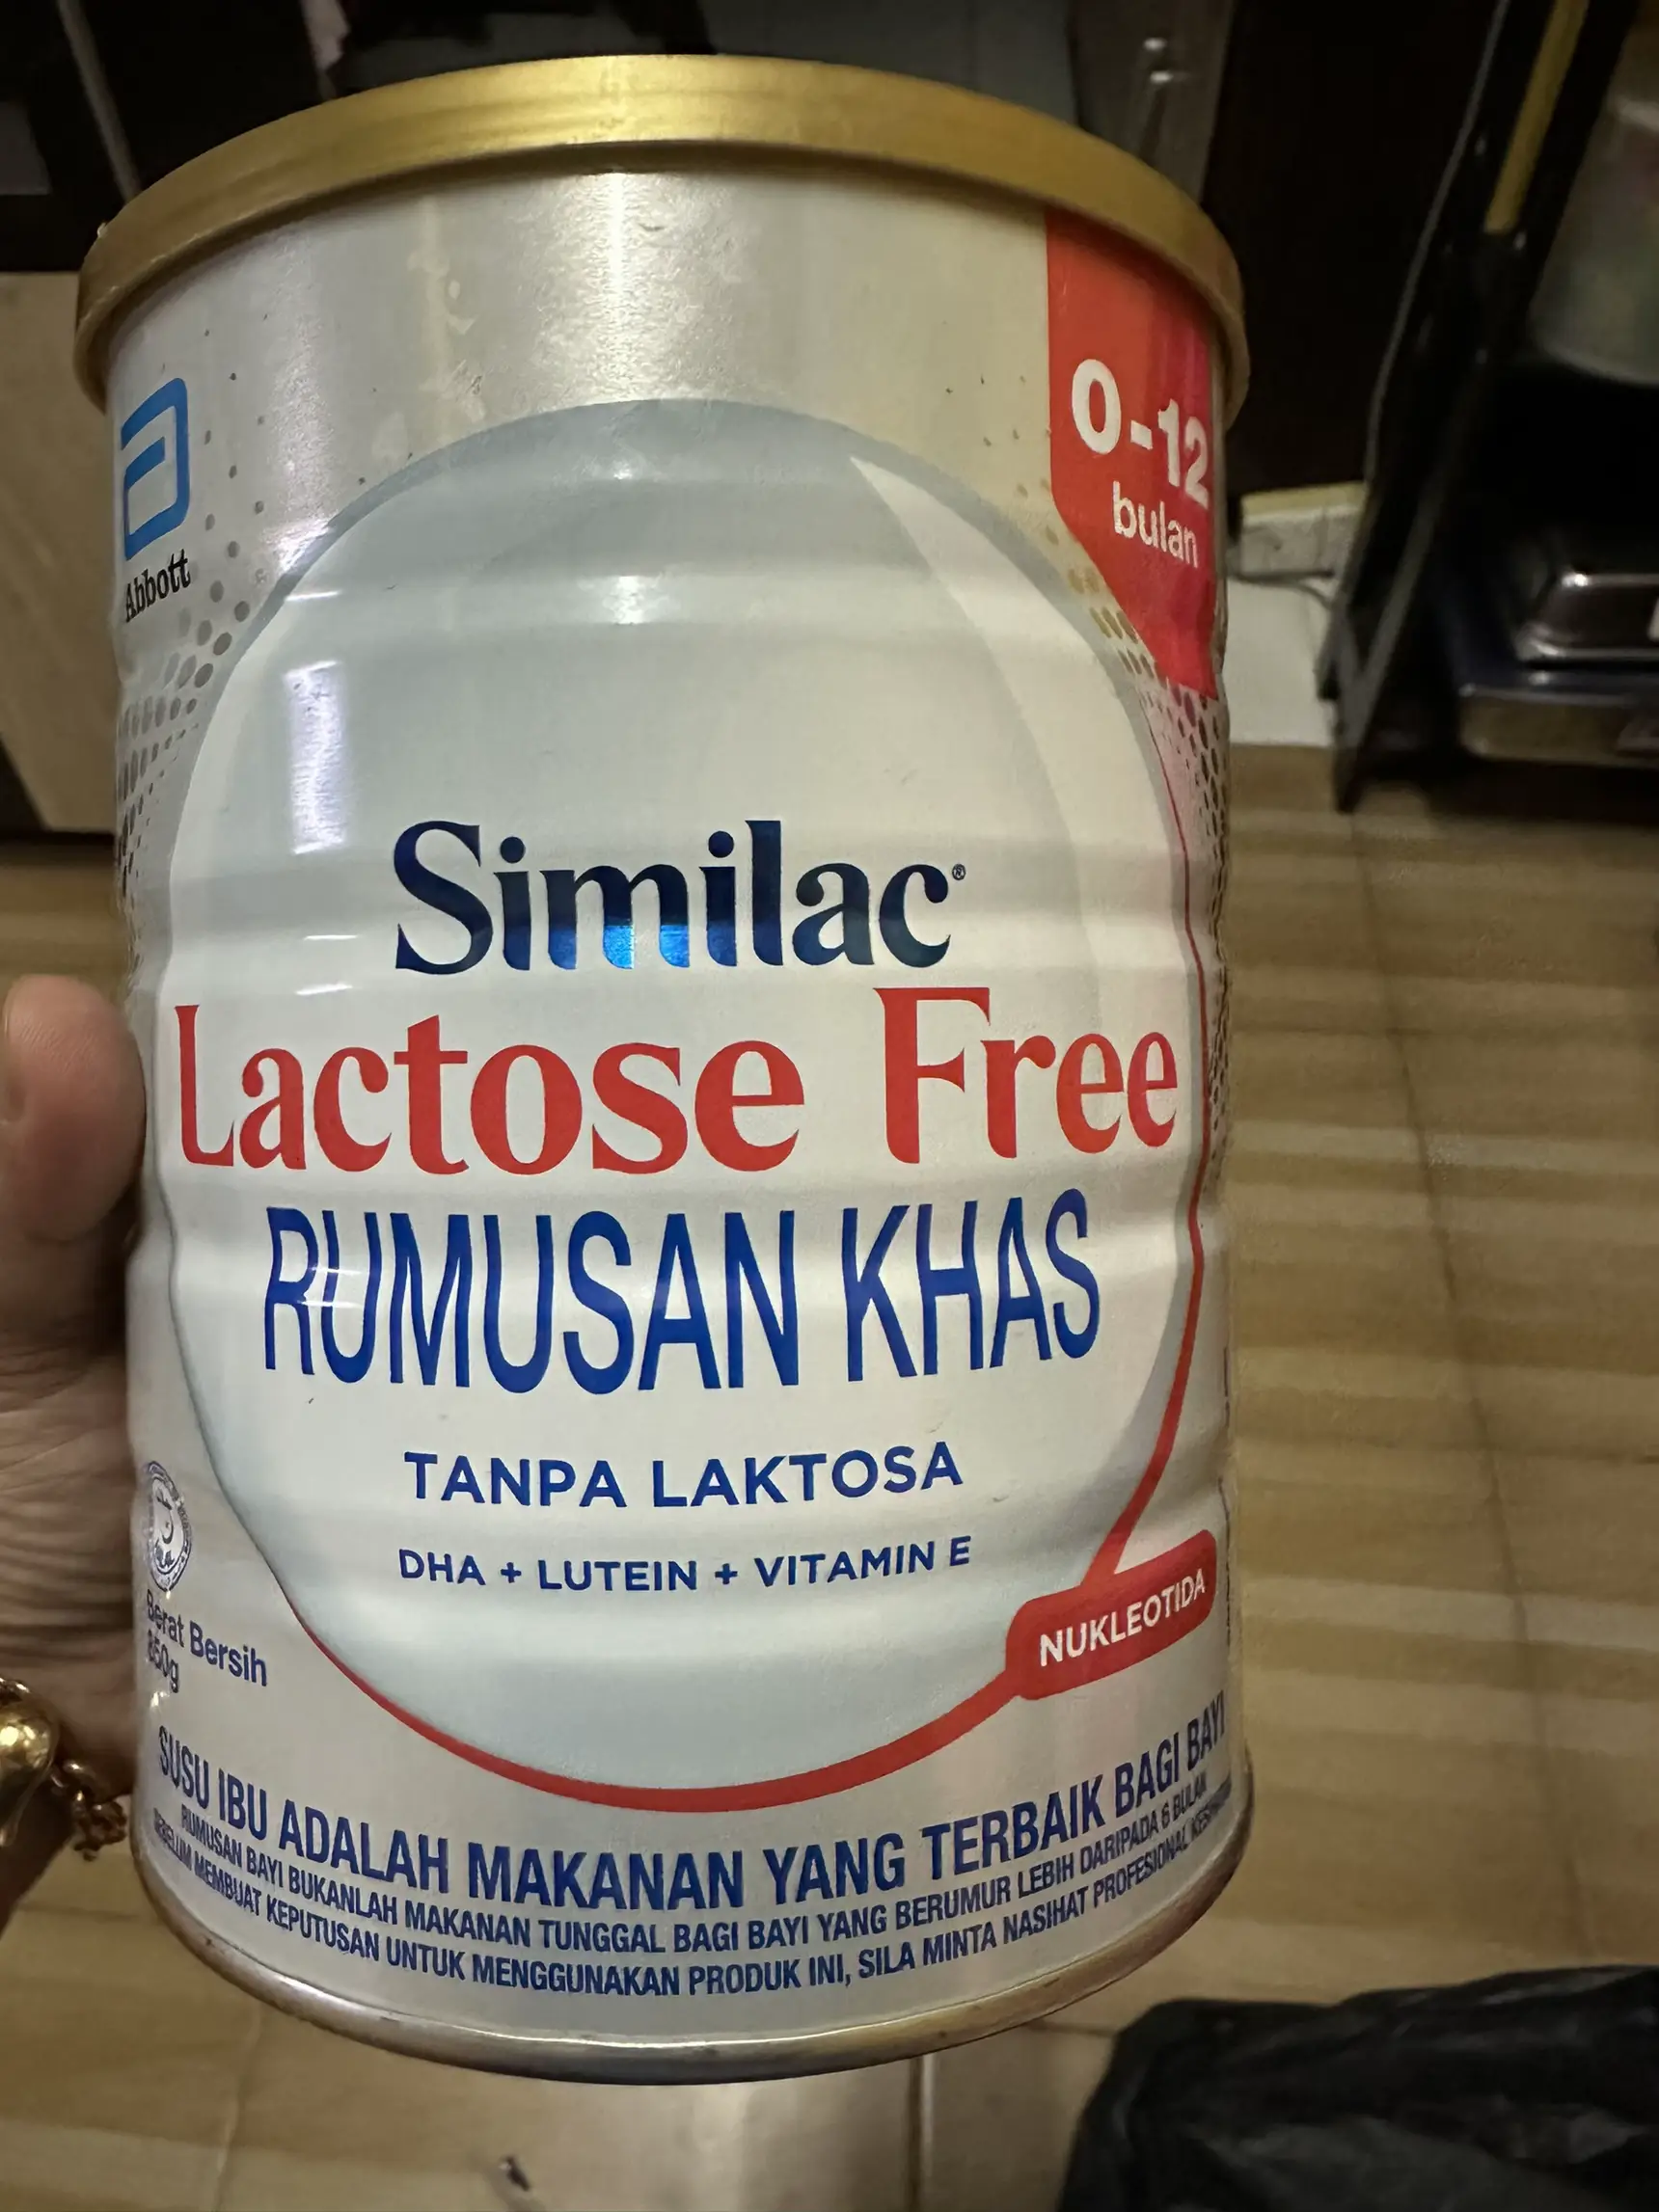 Abbott
0-12
bulan
Similac®
Lactose Free
RUMUSAN KHAS
TANPA LAKTOSA
DHA + LUTEIN + VITAMIN E
NUKLEOTIDA
Berat Bersih
850g
SUSU IBU ADALAH MAKANAN YANG TERBAIK BAGI BAYI
RUMUSAN BAYI BUKANLAH MAKANAN TUNGGAL BAGI BAYI YANG BERUMUR LEBIH DARIPADA 6 BULAN
SEBELUM MEMBUAT KEPUTUSAN UNTUK MENGGUNAKAN PRODUK INI, SILA MINTA NASIHAT PROFESIONAL